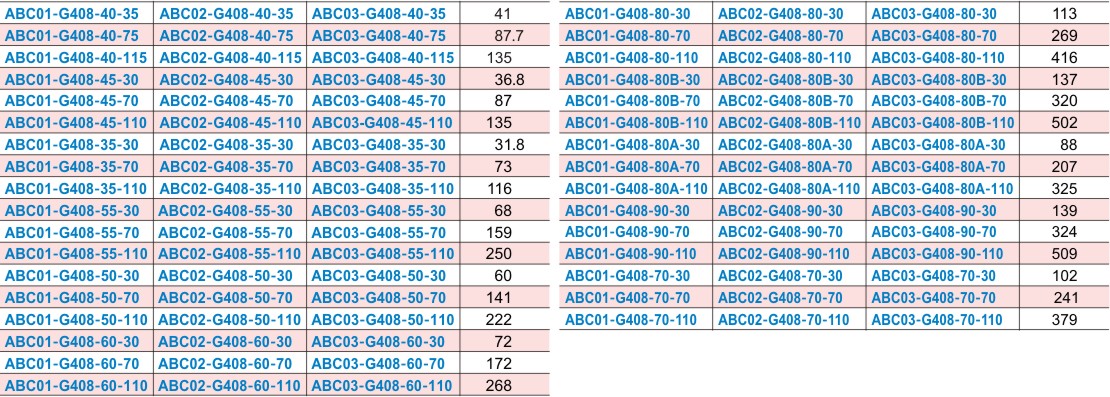 ABC01-G408-40-35 ABC02-G408-40-35 ABC03-G408-40-35 41
ABC01-G408-40-75 ABC02-G408-40-75 ABC03-G408-40-75 87.7
ABC01-G408-40-115 ABC02-G408-40-115 ABC03-G408-40-115 135
ABC01-G408-45-30 ABC02-G408-45-30 ABC03-G408-45-30 36.8
ABC01-G408-45-70 ABC02-G408-45-70 ABC03-G408-45-70 87
ABC01-G408-45-110 ABC02-G408-45-110 ABC03-G408-45-110 135
ABC01-G408-35-30 ABC02-G408-35-30 ABC03-G408-35-30 31.8
ABC01-G408-35-70 ABC02-G408-35-70 ABC03-G408-35-70 73
ABC01-G408-35-110 ABC02-G408-35-110 ABC03-G408-35-110 116
ABC01-G408-55-30 ABC02-G408-55-30 ABC03-G408-55-30 68
ABC01-G408-55-70 ABC02-G408-55-70 ABC03-G408-55-70 159
ABC01-G408-55-110 ABC02-G408-55-110 ABC03-G408-55-110 250
ABC01-G408-50-30 ABC02-G408-50-30 ABC03-G408-50-30 60
ABC01-G408-50-70 ABC02-G408-50-70 ABC03-G408-50-70 141
ABC01-G408-50-110 ABC02-G408-50-110 ABC03-G408-50-110 222
ABC01-G408-60-30 ABC02-G408-60-30 ABC03-G408-60-30 72
ABC01-G408-60-70 ABC02-G408-60-70 ABC03-G408-60-70 172
ABC01-G408-60-110 ABC02-G408-60-110 ABC03-G408-60-110 268
ABC01-G408-80-30 ABC02-G408-80-30 ABC03-G408-80-30 113
ABC01-G408-80-70 ABC02-G408-80-70 ABC03-G408-80-70 269
ABC01-G408-80-110 ABC02-G408-80-110 ABC03-G408-80-110 416
ABC01-G408-80B-30 ABC02-G408-80B-30 ABC03-G408-80B-30 137
ABC01-G408-80B-70 ABC02-G408-80B-70 ABC03-G408-80B-70 320
ABC01-G408-80B-110 ABC02-G408-80B-110 ABC03-G408-80B-110 502
ABC01-G408-80A-30 ABC02-G408-80A-30 ABC03-G408-80A-30 88
ABC01-G408-80A-70 ABC02-G408-80A-70 ABC03-G408-80A-70 207
ABC01-G408-80A-110 ABC02-G408-80A-110 ABC03-G408-80A-110 325
ABC01-G408-90-30 ABC02-G408-90-30 ABC03-G408-90-30 139
ABC01-G408-90-70 ABC02-G408-90-70 ABC03-G408-90-70 324
ABC01-G408-90-110 ABC02-G408-90-110 ABC03-G408-90-110 509
ABC01-G408-70-30 ABC02-G408-70-30 ABC03-G408-70-30 102
ABC01-G408-70-70 ABC02-G408-70-70 ABC03-G408-70-70 241
ABC01-G408-70-110 ABC02-G408-70-110 ABC03-G408-70-110 379